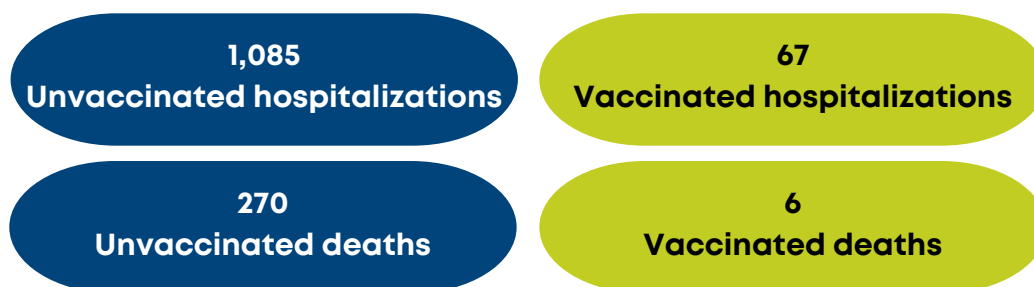 1,085
Unvaccinated hospitalizations
67
Vaccinated hospitalizations
270
Unvaccinated deaths
6
Vaccinated deaths